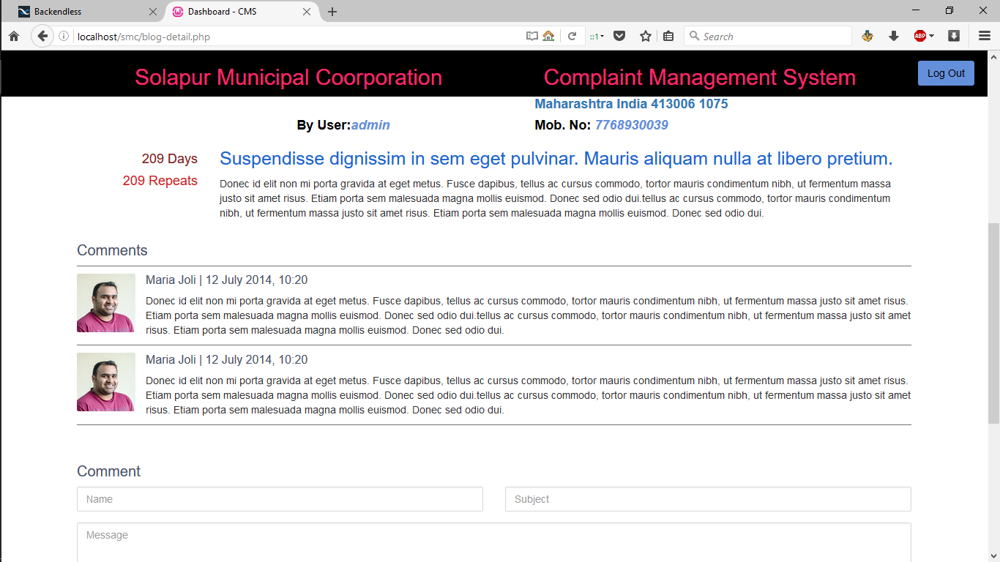 Backendless
Dashboard - CMS
localhost/smc/blog-detail.php
::1
Search
ABP
Solapur Municipal Coorporation
Complaint Management System
Log Out
Maharashtra India 413006 1075
By User:admin
Mob. No: 7768930039
209 Days
209 Repeats
Suspendisse dignissim in sem eget pulvinar. Mauris aliquam nulla at libero pretium.
Donec id elit non mi porta gravida at eget metus. Fusce dapibus, tellus ac cursus commodo, tortor mauris condimentum nibh, ut fermentum massa
justo sit amet risus. Etiam porta sem malesuada magna mollis euismod. Donec sed odio dui.tellus ac cursus commodo, tortor mauris condimentum
nibh, ut fermentum massa justo sit amet risus. Etiam porta sem malesuada magna mollis euismod. Donec sed odio dui.
Comments
Maria Joli | 12 July 2014, 10:20
Donec id elit non mi porta gravida at eget metus. Fusce dapibus, tellus ac cursus commodo, tortor mauris condimentum nibh, ut fermentum massa justo sit amet risus.
Etiam porta sem malesuada magna mollis euismod. Donec sed odio dui.tellus ac cursus commodo, tortor mauris condimentum nibh, ut fermentum massa justo sit amet
risus. Etiam porta sem malesuada magna mollis euismod. Donec sed odio dui.
Maria Joli | 12 July 2014, 10:20
Donec id elit non mi porta gravida at eget metus. Fusce dapibus, tellus ac cursus commodo, tortor mauris condimentum nibh, ut fermentum massa justo sit amet risus.
Etiam porta sem malesuada magna mollis euismod. Donec sed odio dui.tellus ac cursus commodo, tortor mauris condimentum nibh, ut fermentum massa justo sit amet
risus. Etiam porta sem malesuada magna mollis euismod. Donec sed odio dui.
Comment
Name
Subject
Message